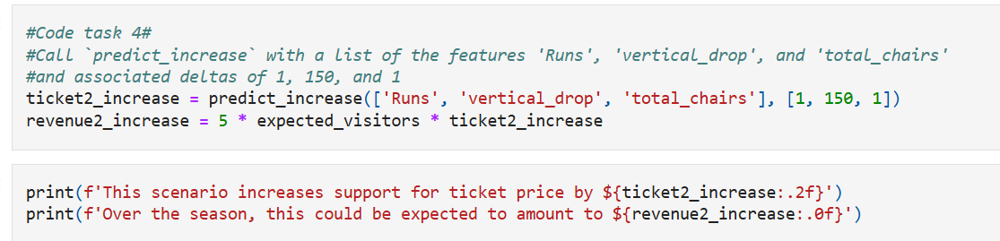 #Code task 4#
#Call `predict_increase` with a list of the features 'Runs', 'vertical_drop', and 'total_chairs'
#and associated deltas of 1, 150, and 1
ticket2_increase = predict_increase(['Runs', 'vertical_drop', 'total_chairs'], [1, 150, 1])
revenue2_increase = 5 * expected_visitors * ticket2_increase
print(f'This scenario increases support for ticket price by ${ticket2_increase:.2f}')
print(f'Over the season, this could be expected to amount to ${revenue2_increase:.0f}')